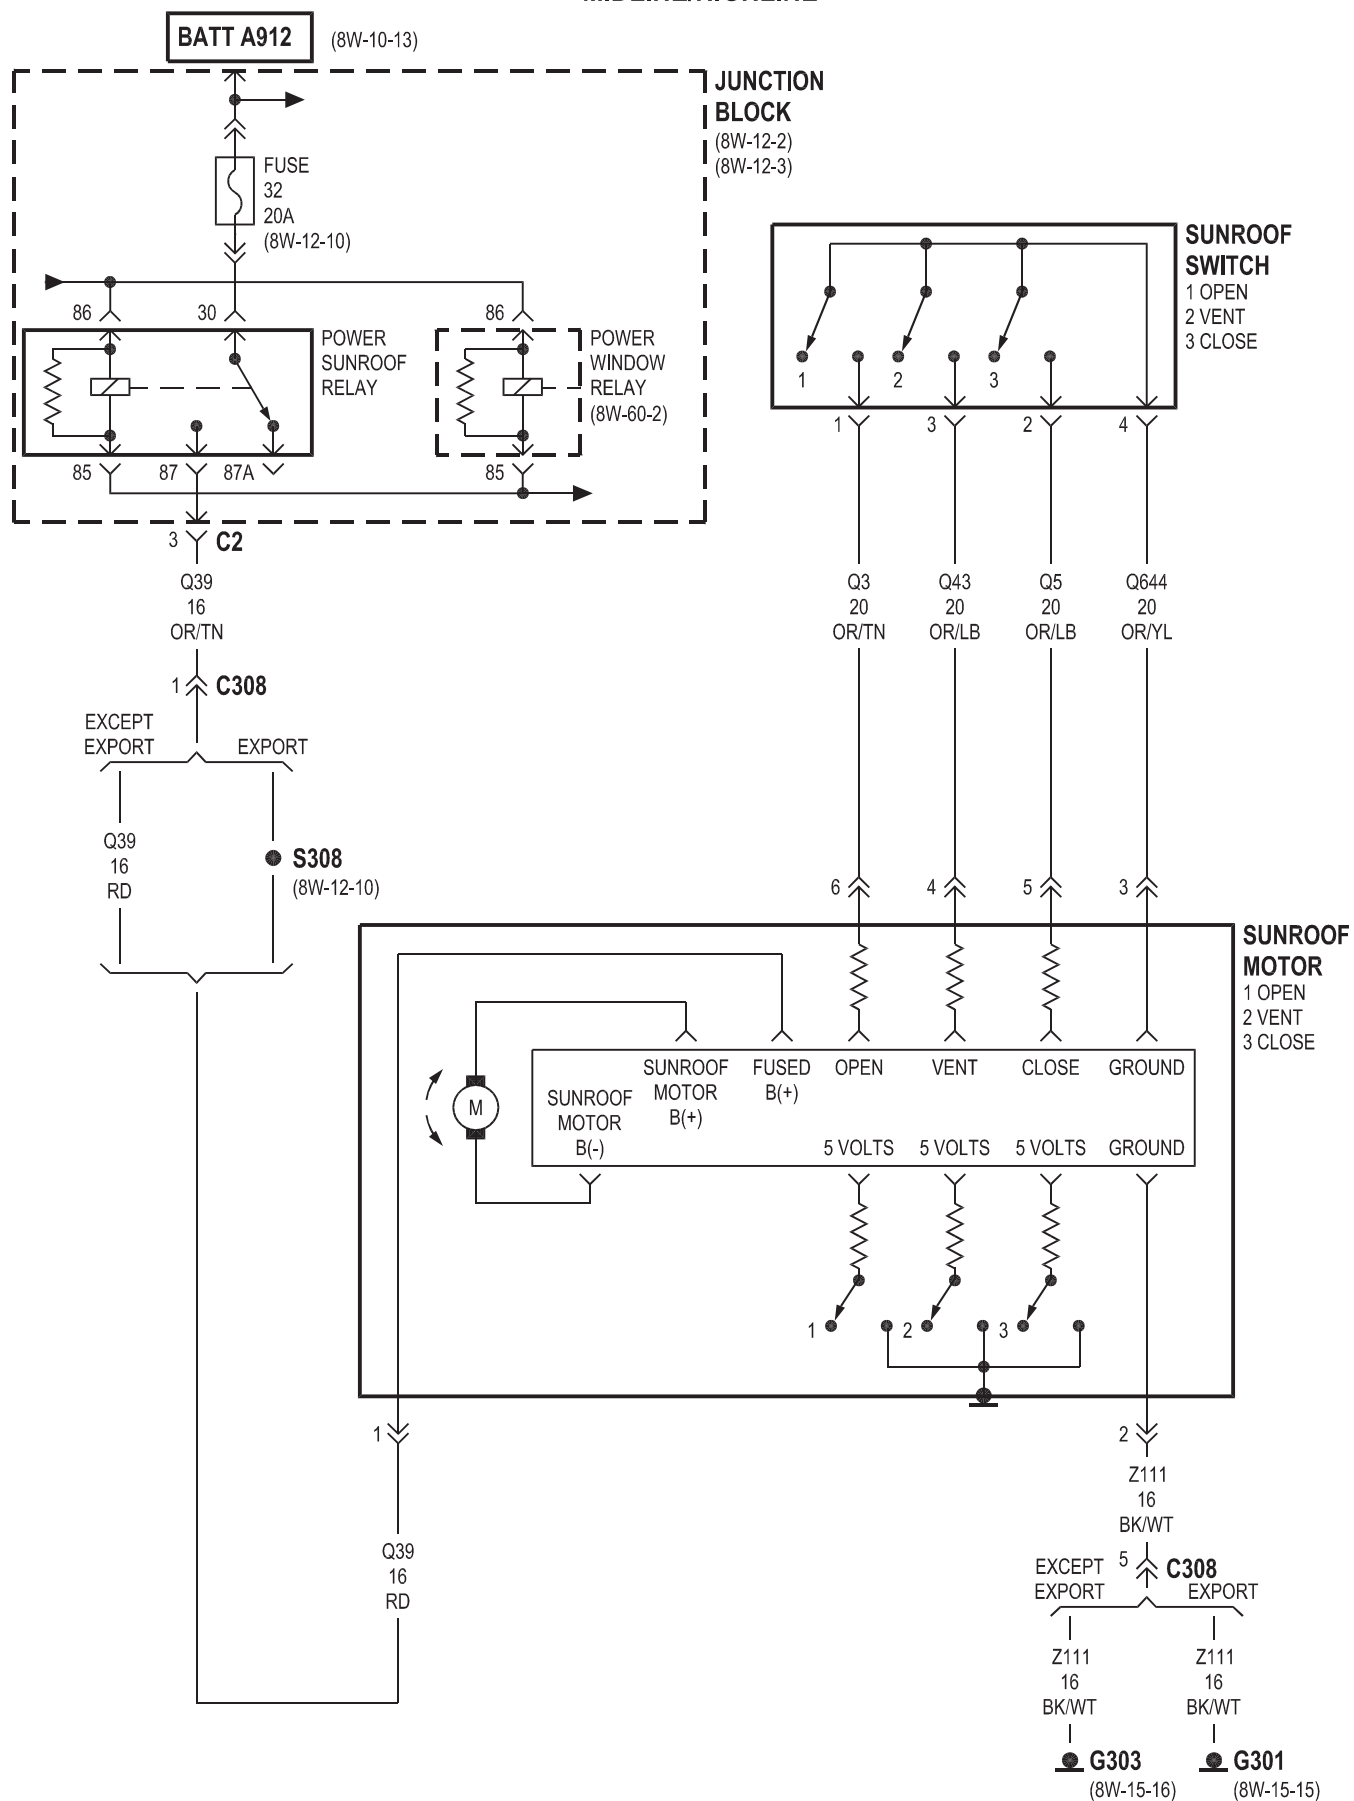 BATT A912
(8W-10-13)
JUNCTION
BLOCK
(8W-12-2)
(8W-12-3)
FUSE
32
20A
(8W-12-10)
86
30
86
POWER
SUNROOF
RELAY
POWER
WINDOW
RELAY
(8W-60-2)
85
87
87A
85
3
C2
Q39
16
OR/TN
1
C308
EXCEPT
EXPORT
EXPORT
Q39
16
RD
S308
(8W-12-10)
SUNROOF
SWITCH
1 OPEN
2 VENT
3 CLOSE
1
2
3
1
3
2
4
Q3
20
OR/TN
Q43
20
OR/LB
Q5
20
OR/LB
Q644
20
OR/YL
6
4
5
3
SUNROOF
MOTOR
1 OPEN
2 VENT
3 CLOSE
SUNROOF
MOTOR
B(-)
SUNROOF
MOTOR
B(+)
FUSED
B(+)
OPEN
VENT
CLOSE
GROUND
M
5 VOLTS
5 VOLTS
5 VOLTS
GROUND
1
2
3
1
2
Q39
16
RD
Z111
16
BK/WT
5
C308
EXCEPT
EXPORT
EXPORT
Z111
16
BK/WT
Z111
16
BK/WT
G303
(8W-15-16)
G301
(8W-15-15)